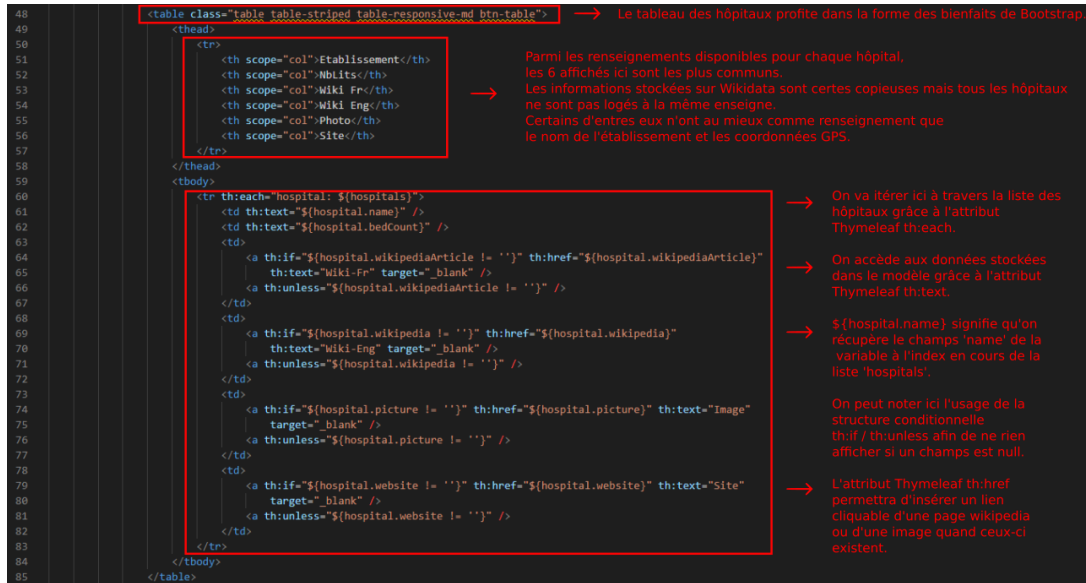 48 <table class="table table-striped table-responsive-md btn-table"> → Le tableau des hôpitaux profite dans la forme des bienfaits de Bootstrap.
49 <thead>
50 <tr>
51 <th scope="col">Etablissement</th>
52 <th scope="col">NbLits</th>
53 <th scope="col">Wiki Fr</th>
54 <th scope="col">Wiki Eng</th>
55 <th scope="col">Photo</th>
56 <th scope="col">Site</th>
57 </tr>
Parmi les renseignements disponibles pour chaque hôpital,
les 6 affichés ici sont les plus communs.
→ Les informations stockées sur Wikidata sont certes copieuses mais tous les hôpitaux
ne sont pas logés à la même enseigne.
Certains d'entres eux n'ont au mieux comme renseignement que
le nom de l'établissement et les coordonnées GPS.
58 </thead>
59 <tbody>
60 <tr th:each="hospital: ${hospitals}">
61 <td th:text="${hospital.name}" />
62 <td th:text="${hospital.bedCount}" />
63 <td>
64 <a th:if="${hospital.wikipediaArticle != ''}" th:href="${hospital.wikipediaArticle}"
65 th:text="Wiki-Fr" target="_blank" />
66 <a th:unless="${hospital.wikipediaArticle != ''}" />
67 </td>
68 <td>
69 <a th:if="${hospital.wikipedia != ''}" th:href="${hospital.wikipedia}"
70 th:text="Wiki-Eng" target="_blank" />
71 <a th:unless="${hospital.wikipedia != ''}" />
72 </td>
73 <td>
74 <a th:if="${hospital.picture != ''}" th:href="${hospital.picture}" th:text="Image"
75 target="_blank" />
76 <a th:unless="${hospital.picture != ''}" />
77 </td>
78 <td>
79 <a th:if="${hospital.website != ''}" th:href="${hospital.website}" th:text="Site"
80 target="_blank" />
81 <a th:unless="${hospital.website != ''}" />
82 </td>
83 </tr>
84 </tbody>
85 </table>
→ On va itérer ici à travers la liste des
hôpitaux grâce à l'attribut
Thymeleaf th:each.
→ On accède aux données stockées
dans le modèle grâce à l'attribut
Thymeleaf th:text.
→ ${hospital.name} signifie qu'on
récupère le champs 'name' de la
variable à l'index en cours de la
liste 'hospitals'.
On peut noter ici l'usage de la
structure conditionnelle
th:if / th:unless afin de ne rien
afficher si un champs est null.
→ L'attribut Thymeleaf th:href
permettra d'insérer un lien
cliquable d'une page wikipedia
ou d'une image quand ceux-ci
existent.